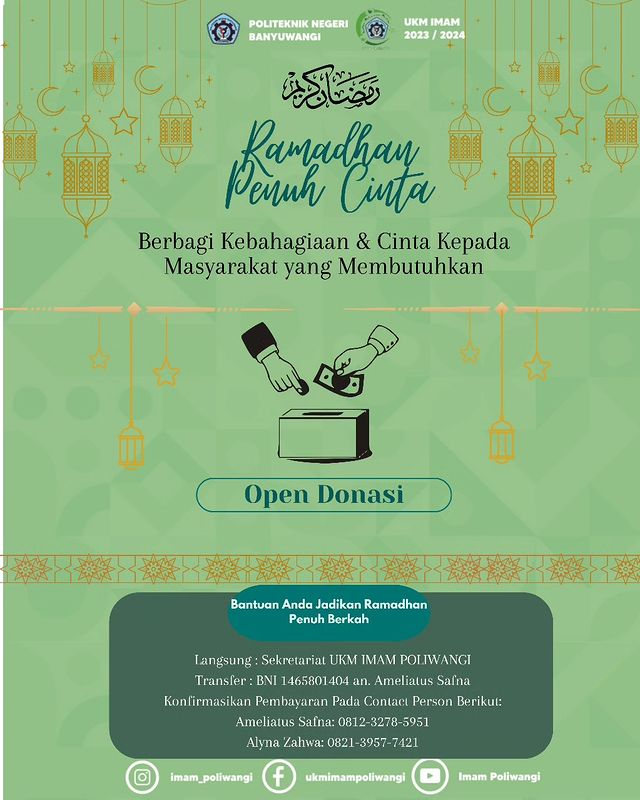 POLITEKNIK NEGERI
BANYUWANGI
UKM IMAM
2023 / 2024
رمضان كريم
Ramadhan
Penuh Cinta
Berbagi Kebahagiaan & Cinta Kepada
Masyarakat yang Membutuhkan
Open Donasi
Bantuan Anda Jadikan Ramadhan
Penuh Berkah
Langsung : Sekretariat UKM IMAM POLIWANGI
Transfer : BNI 1465801404 an. Ameliatus Safna
Konfirmasikan Pembayaran Pada Contact Person Berikut:
Ameliatus Safna: 0812-3278-5951
Alyna Zahwa: 0821-3957-7421
imam_poliwangi
ukmimampoliwangi
Imam Poliwangi